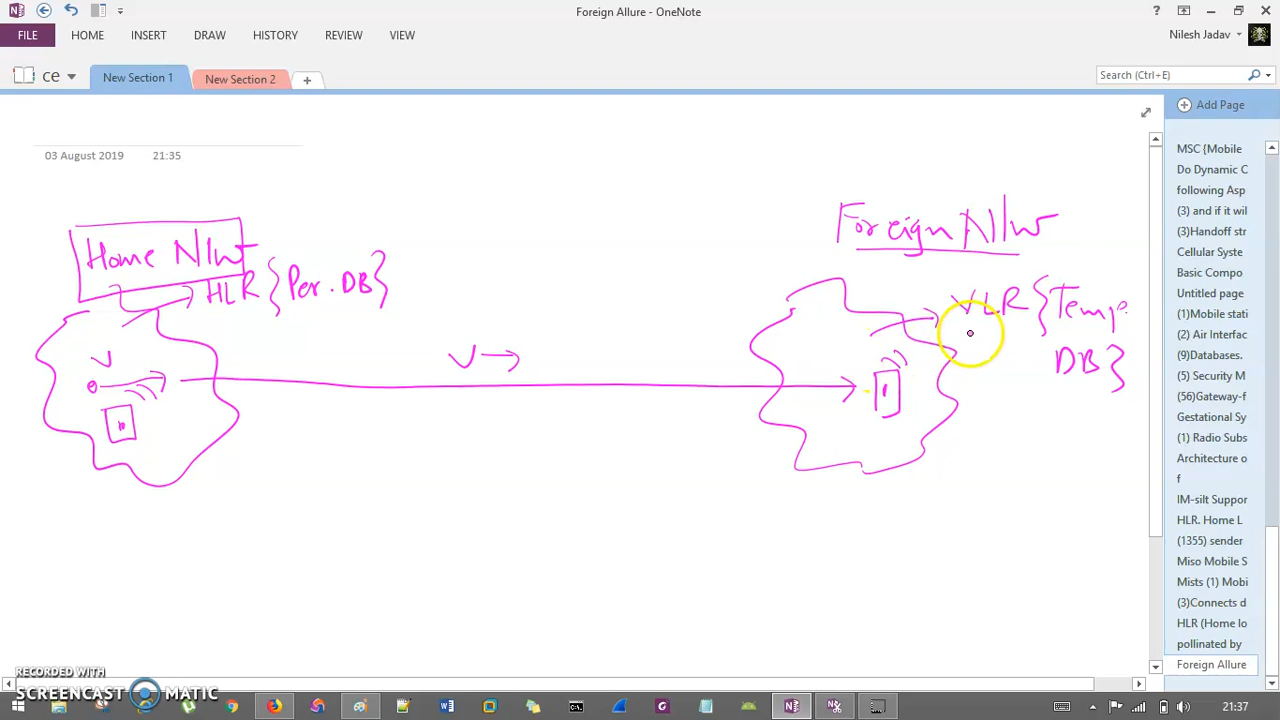 Foreign Allure - OneNote
Nilesh Jadav
FILE HOME INSERT DRAW HISTORY REVIEW VIEW
ce New Section 1 New Section 2 + Search (Ctrl+E)
Add Page
03 August 2019 21:35
Foreign N/w
Home N/w
HLR {Per. DB}
VLR {Temp.
DB}
V
V →
MSC {Mobile
Do Dynamic C
following Asp
(3) and if it wil
(3)Handoff str
Cellular Syste
Basic Compo
Untitled page
(1)Mobile stati
(2) Air Interfac
(9)Databases.
(5) Security M
(56)Gateway-f
Gestational Sy
(1) Radio Subs
Architecture o
f
IM-silt Suppor
HLR. Home L
(1355) sender
Miso Mobile S
Mists (1) Mobi
(3)Connects d
HLR (Home lo
pollinated by
Foreign Allure
RECORDED WITH
SCREENCAST MATIC
21:37